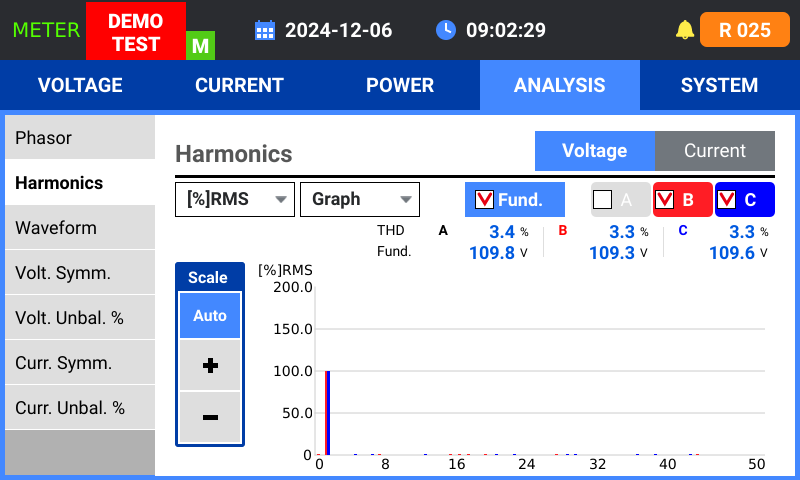 METER DEMO TEST M 2024-12-06 09:02:29 R 025
VOLTAGE CURRENT POWER ANALYSIS SYSTEM
Phasor
Harmonics
Waveform
Volt. Symm.
Volt. Unbal. %
Curr. Symm.
Curr. Unbal. %
Harmonics Voltage Current
[%]RMS Graph Fund. A B C
THD A 3.4 % B 3.3 % C 3.3 %
Fund. 109.8 V 109.3 V 109.6 V
Scale
Auto
+
−
[%]RMS
200.0
150.0
100.0
50.0
0
0 8 16 24 32 40 50